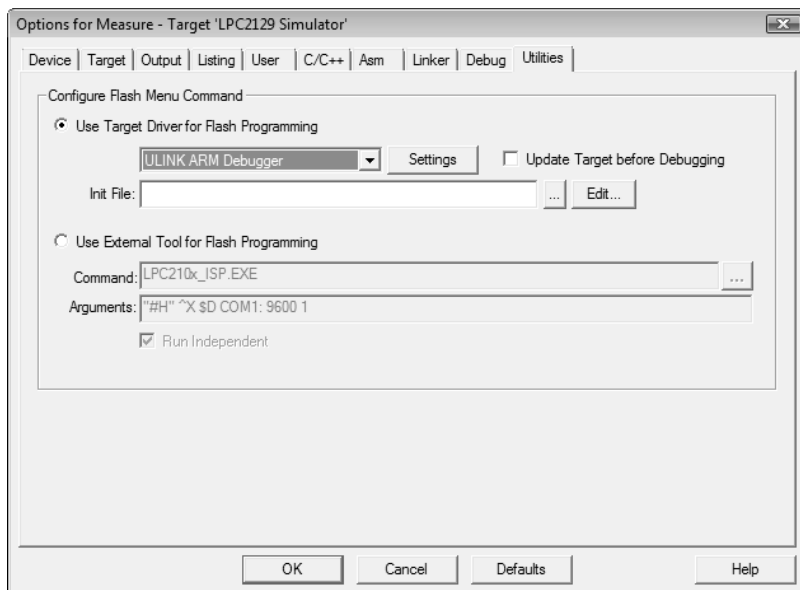 Options for Measure - Target 'LPC2129 Simulator'
Device Target Output Listing User C/C++ Asm Linker Debug Utilities
Configure Flash Menu Command
Use Target Driver for Flash Programming
ULINK ARM Debugger Settings Update Target before Debugging
Init File: ... Edit...
Use External Tool for Flash Programming
Command: LPC210x_ISP.EXE ...
Arguments: "#H" ^X $D COM1: 9600 1
Run Independent
OK Cancel Defaults Help